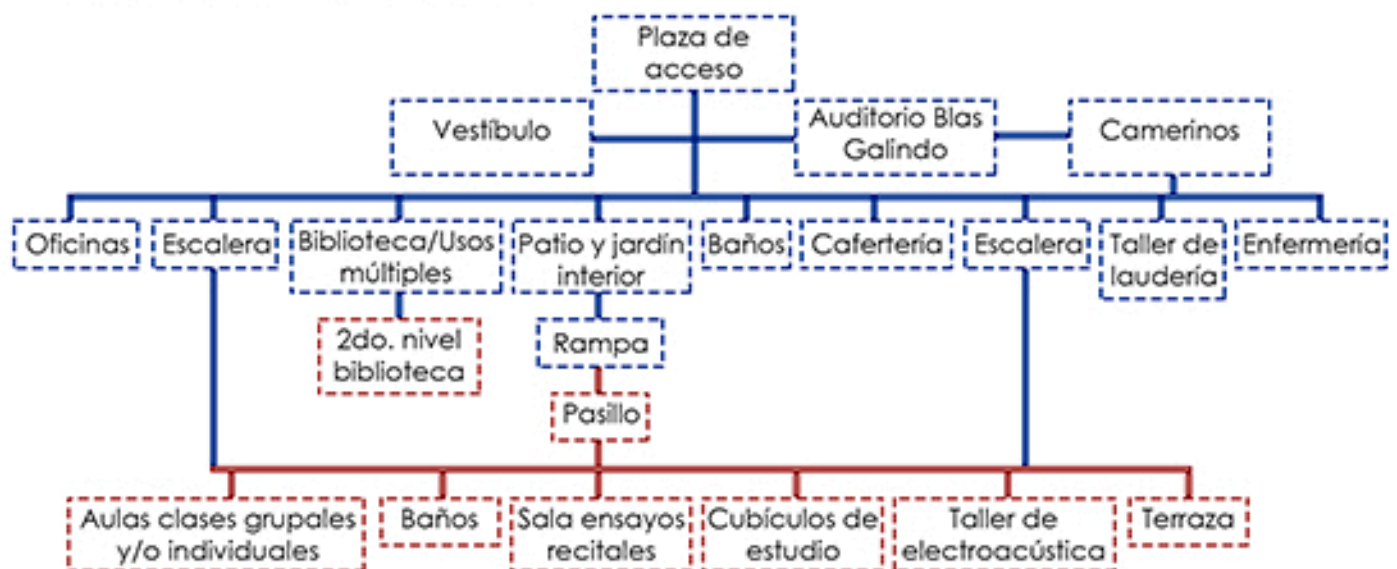 Plaza de
acceso
Vestíbulo
Auditorio Blas
Galindo
Camerinos
Oficinas
Escalera
Biblioteca/Usos
múltiples
Patio y jardín
interior
Baños
Cafertería
Escalera
Taller de
laudería
Enfermería
2do. nivel
biblioteca
Rampa
Pasillo
Aulas clases grupales
y/o individuales
Baños
Sala ensayos
recitales
Cubículos de
estudio
Taller de
electroacústica
Terraza